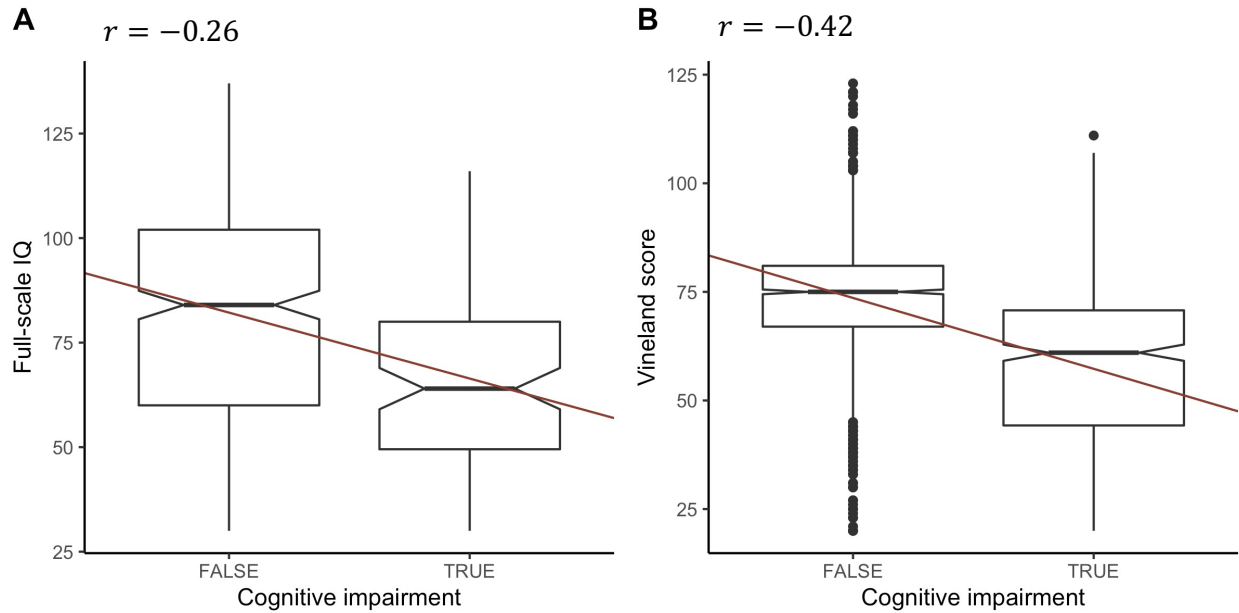 A
r = −0.26
Full-scale IQ
125
100
75
50
25
FALSE
TRUE
Cognitive impairment
B
r = −0.42
Vineland score
125
100
75
50
25
FALSE
TRUE
Cognitive impairment